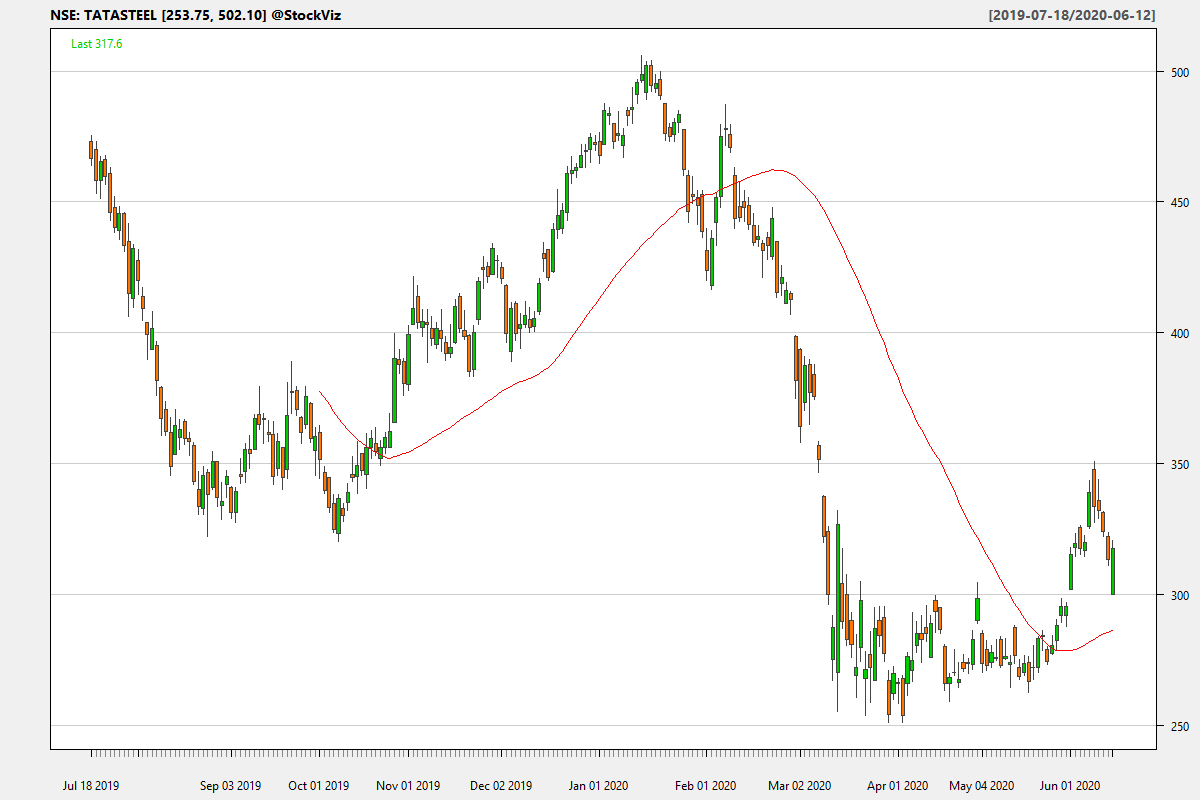 NSE: TATASTEEL [253.75, 502.10] @StockViz
[2019-07-18/2020-06-12]
Last 317.6
500
450
400
350
300
250
Jul 18 2019 Sep 03 2019 Oct 01 2019 Nov 01 2019 Dec 02 2019 Jan 01 2020 Feb 01 2020 Mar 02 2020 Apr 01 2020 May 04 2020 Jun 01 2020